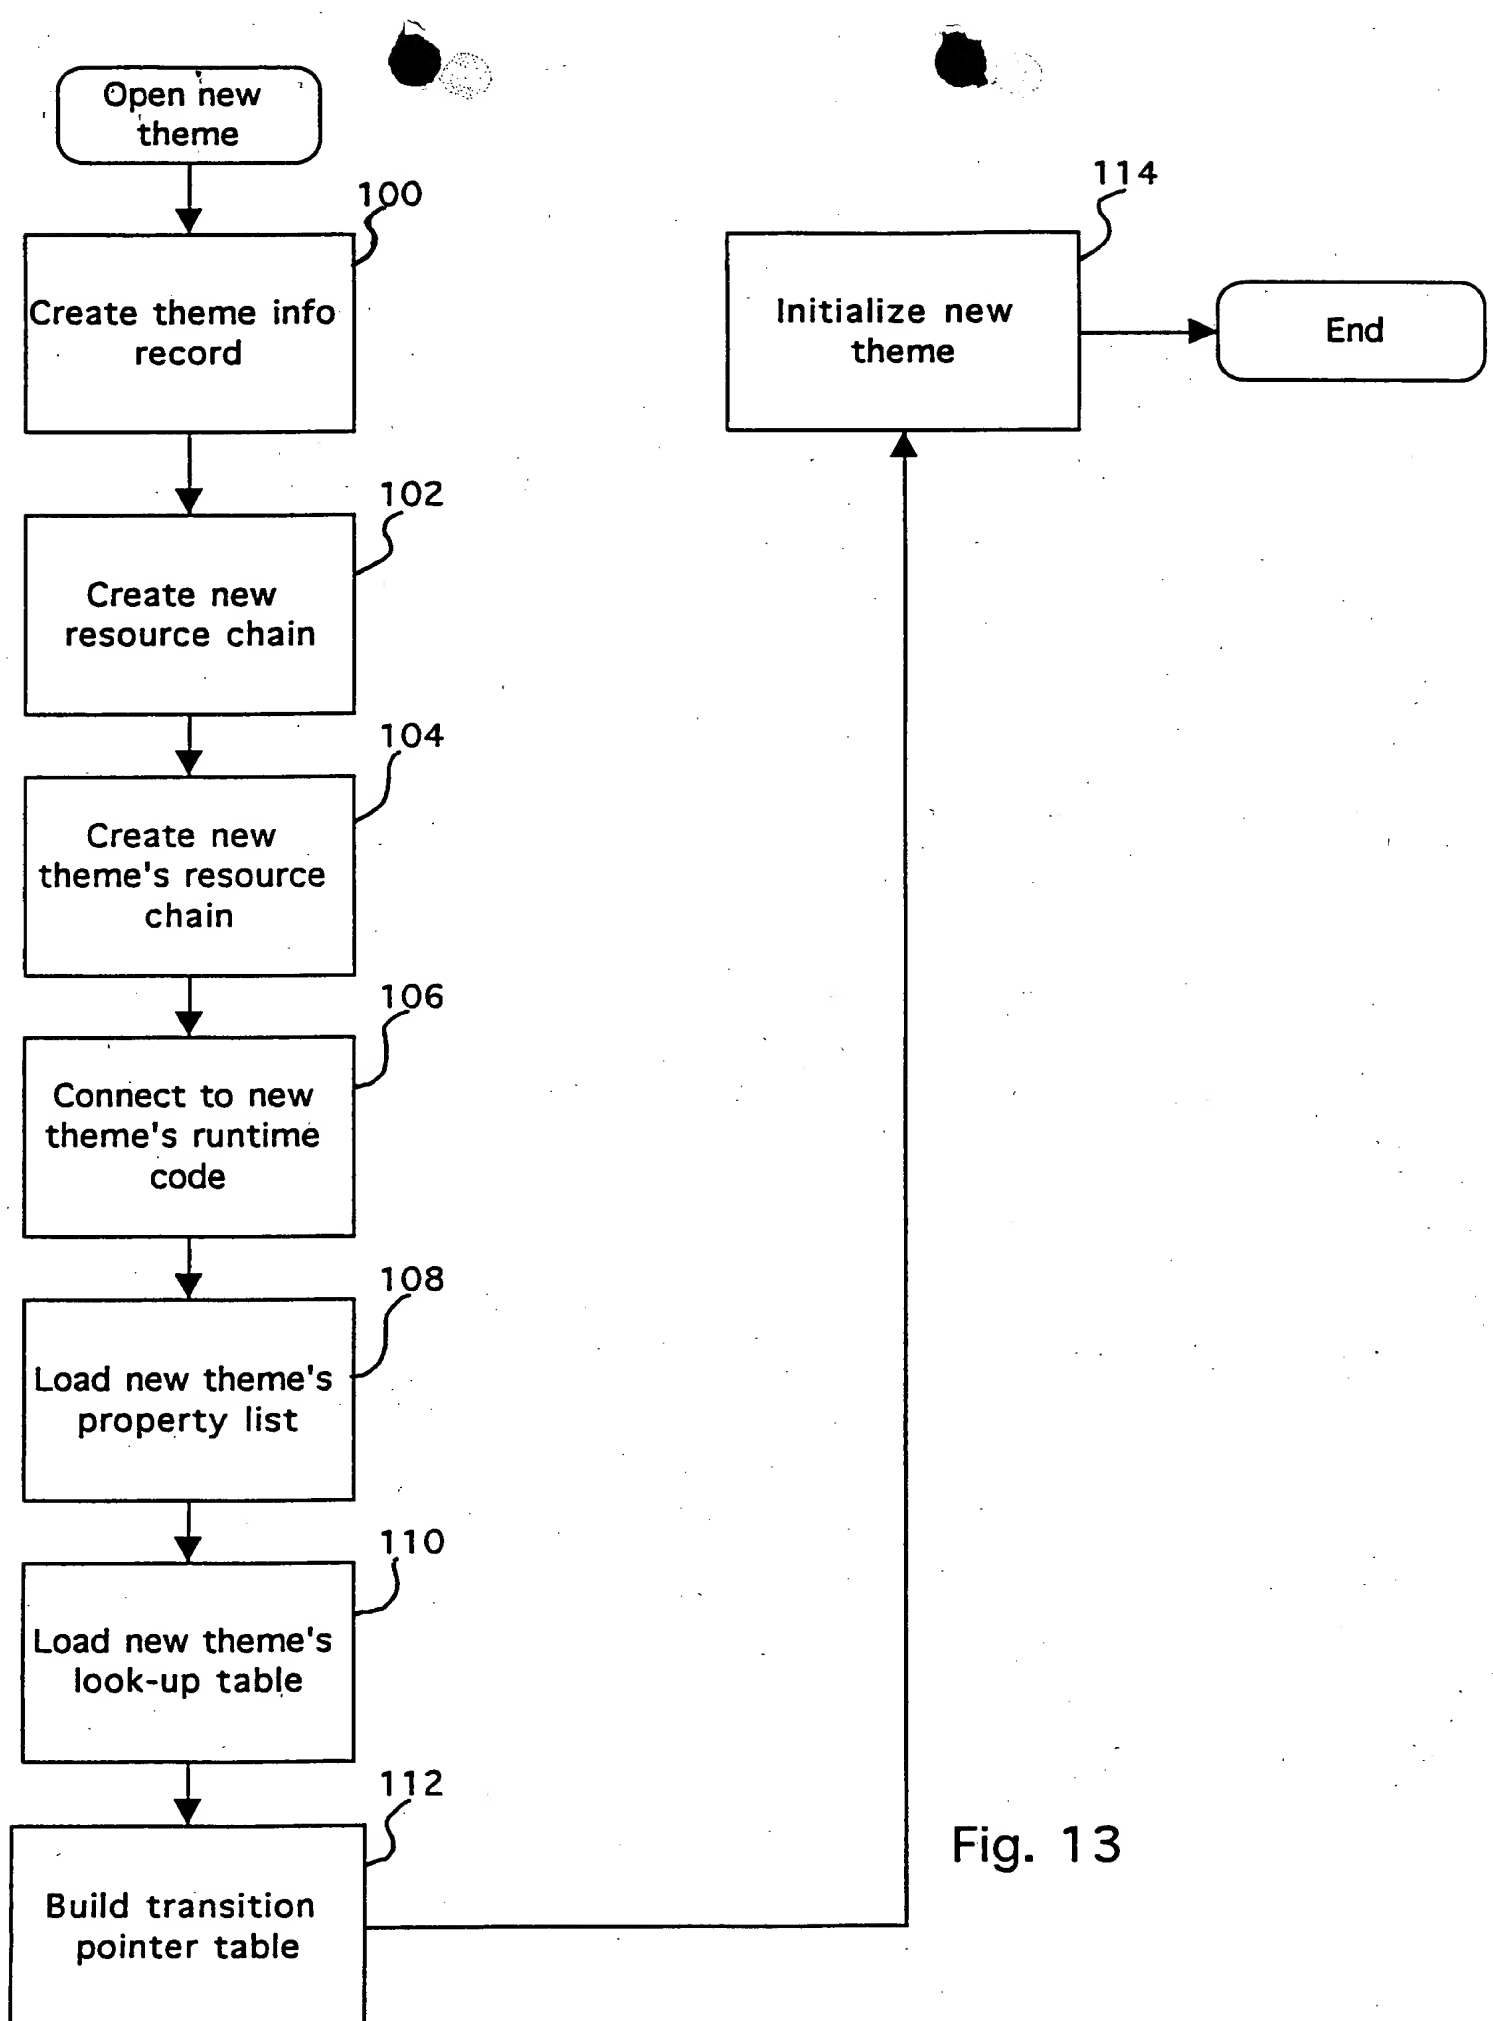 Open new
theme
100
Create theme info
record
102
Create new
resource chain
104
Create new
theme's resource
chain
106
Connect to new
theme's runtime
code
108
Load new theme's
property list
110
Load new theme's
look-up table
112
Build transition
pointer table
114
Initialize new
theme
End
Fig. 13